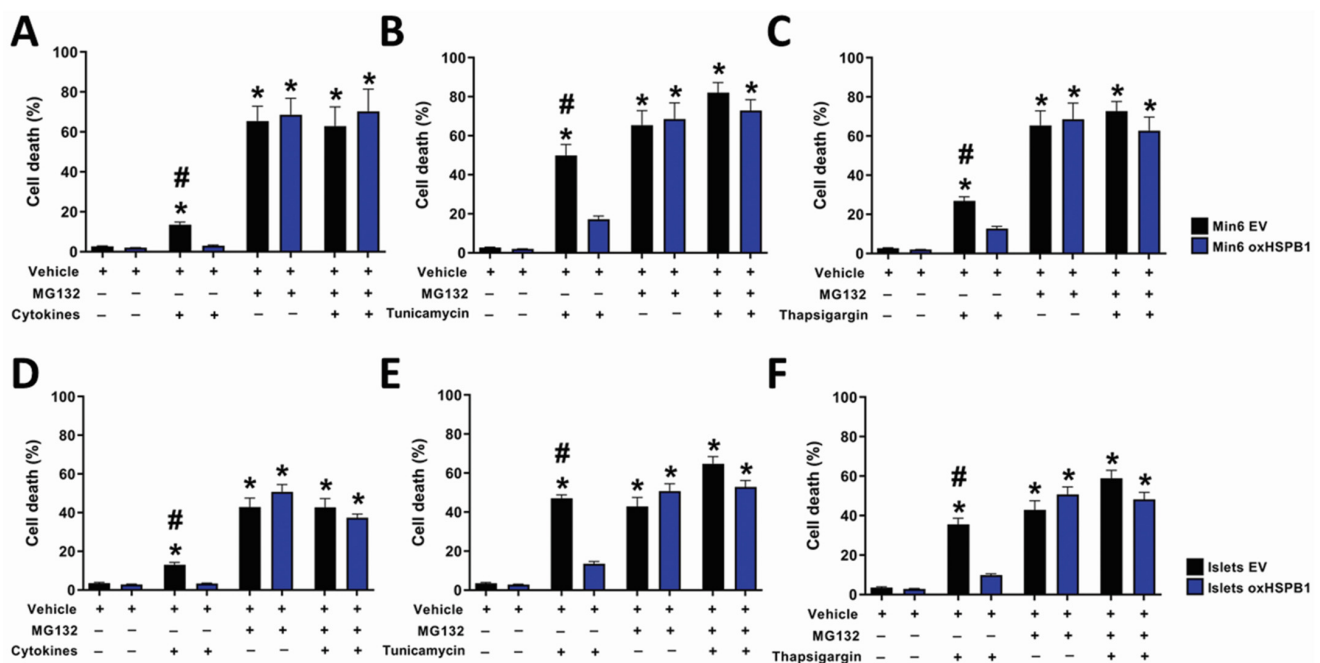 A
Cell death (%)
100
80
60
40
20
0
* # * * * *
Vehicle + + + + + + + +
MG132 – – – – + + + +
Cytokines – – + + – – + +
B
Cell death (%)
100
80
60
40
20
0
# * * * * *
Vehicle + + + + + + + +
MG132 – – – – + + + +
Tunicamycin – – + + – – + +
C
Cell death (%)
100
80
60
40
20
0
# * * * * *
Vehicle + + + + + + + +
MG132 – – – – + + + +
Thapsigargin – – + + – – + +
Min6 EV
Min6 oxHSPB1
D
Cell death (%)
100
80
60
40
20
0
# * * * * *
Vehicle + + + + + + + +
MG132 – – – – + + + +
Cytokines – – + + – – + +
E
Cell death (%)
100
80
60
40
20
0
# * * * * *
Vehicle + + + + + + + +
MG132 – – – – + + + +
Tunicamycin – – + + – – + +
F
Cell death (%)
100
80
60
40
20
0
# * * * * *
Vehicle + + + + + + + +
MG132 – – – – + + + +
Thapsigargin – – + + – – + +
Islets EV
Islets oxHSPB1